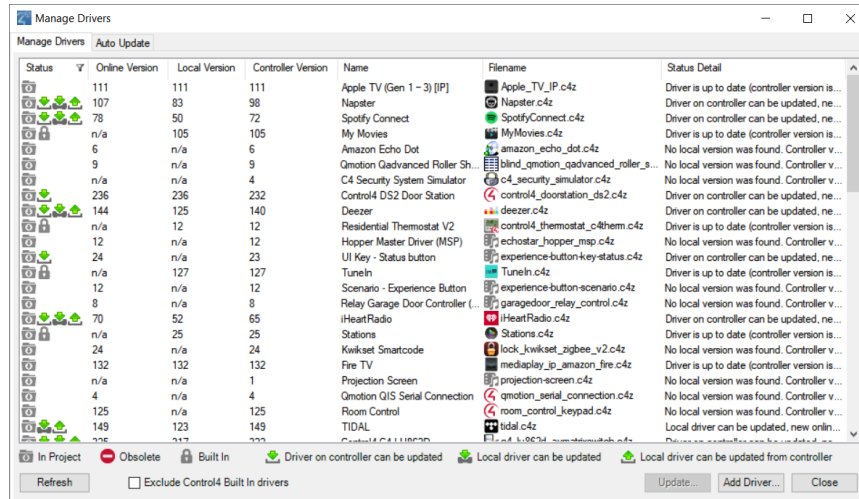 Manage Drivers
Manage Drivers Auto Update
Status Online Version Local Version Controller Version Name Filename Status Detail
111 111 111 Apple TV (Gen 1 – 3) [IP] Apple_TV_IP.c4z Driver is up to date (controller version is...
107 83 98 Napster Napster.c4z Driver on controller can be updated, ne...
78 50 72 Spotify Connect SpotifyConnect.c4z Driver on controller can be updated, ne...
n/a 105 105 My Movies MyMovies.c4z Driver is up to date (controller version is...
6 n/a 6 Amazon Echo Dot amazon_echo_dot.c4z No local version was found. Controller v...
9 n/a 9 Qmotion Qadvanced Roller Sh... blind_qmotion_qadvanced_roller_s... No local version was found. Controller v...
n/a n/a 4 C4 Security System Simulator c4_security_simulator.c4z No local version was found. Controller v...
236 236 232 Control4 DS2 Door Station control4_doorstation_ds2.c4z Driver on controller can be updated, ne...
144 125 140 Deezer deezer.c4z Driver on controller can be updated, ne...
n/a 12 12 Residential Thermostat V2 control4_thermostat_c4therm.c4z Driver is up to date (controller version is...
12 n/a 12 Hopper Master Driver (MSP) echostar_hopper_msp.c4z No local version was found. Controller v...
24 n/a 23 UI Key - Status button experience-button-key-status.c4z Driver on controller can be updated, ne...
n/a 127 127 TuneIn TuneIn.c4z Driver is up to date (controller version is...
12 n/a 12 Scenario - Experience Button experience-button-scenario.c4z No local version was found. Controller v...
8 n/a 8 Relay Garage Door Controller (... garagedoor_relay_control.c4z No local version was found. Controller v...
70 52 65 iHeartRadio iHeartRadio.c4z Driver on controller can be updated, ne...
n/a 25 25 Stations Stations.c4z Driver is up to date (controller version is...
24 n/a 24 Kwikset Smartcode lock_kwikset_zigbee_v2.c4z No local version was found. Controller v...
132 132 132 Fire TV mediaplay_ip_amazon_fire.c4z Driver is up to date (controller version is...
n/a n/a 1 Projection Screen projection-screen.c4z No local version was found. Controller v...
4 n/a 4 Qmotion QIS Serial Connection qmotion_serial_connection.c4z No local version was found. Controller v...
125 n/a 125 Room Control room_control_keypad.c4z No local version was found. Controller v...
149 123 149 TIDAL tidal.c4z Local driver can be updated, new onlin...
In Project Obsolete Built In Driver on controller can be updated Local driver can be updated Local driver can be updated from controller
Refresh Exclude Control4 Built In drivers Update... Add Driver... Close